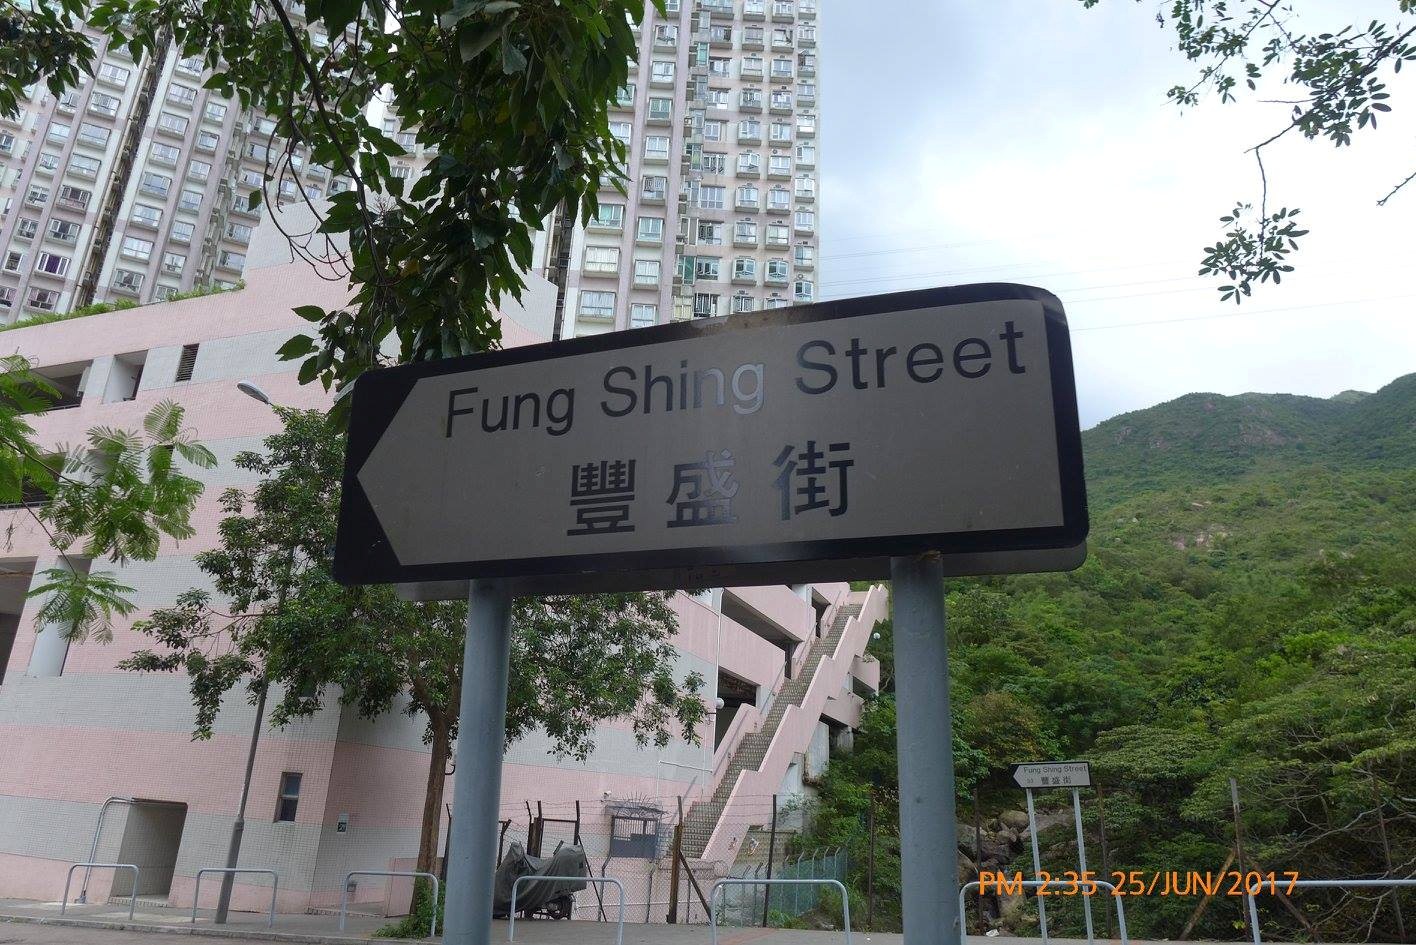 Fung Shing Street
豐盛街
Fung Shing Street
豐盛街
PM 2:35 25/JUN/2017